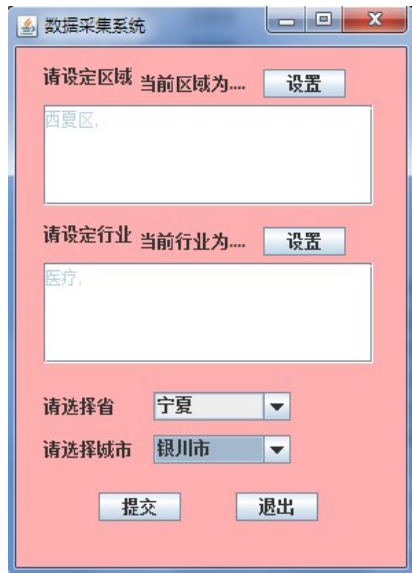 数据采集系统
请设定区域 当前区域为.... 设置
西夏区,
请设定行业 当前行业为.... 设置
医疗,
请选择省 宁夏
请选择城市 银川市
提交 退出